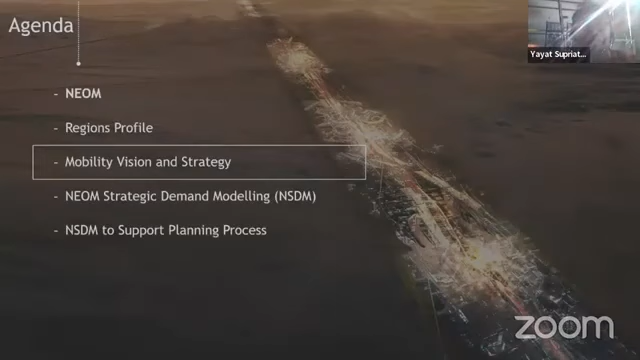 Agenda
- NEOM
- Regions Profile
- Mobility Vision and Strategy
- NEOM Strategic Demand Modelling (NSDM)
- NSDM to Support Planning Process
Yayat Supriat...
zoom